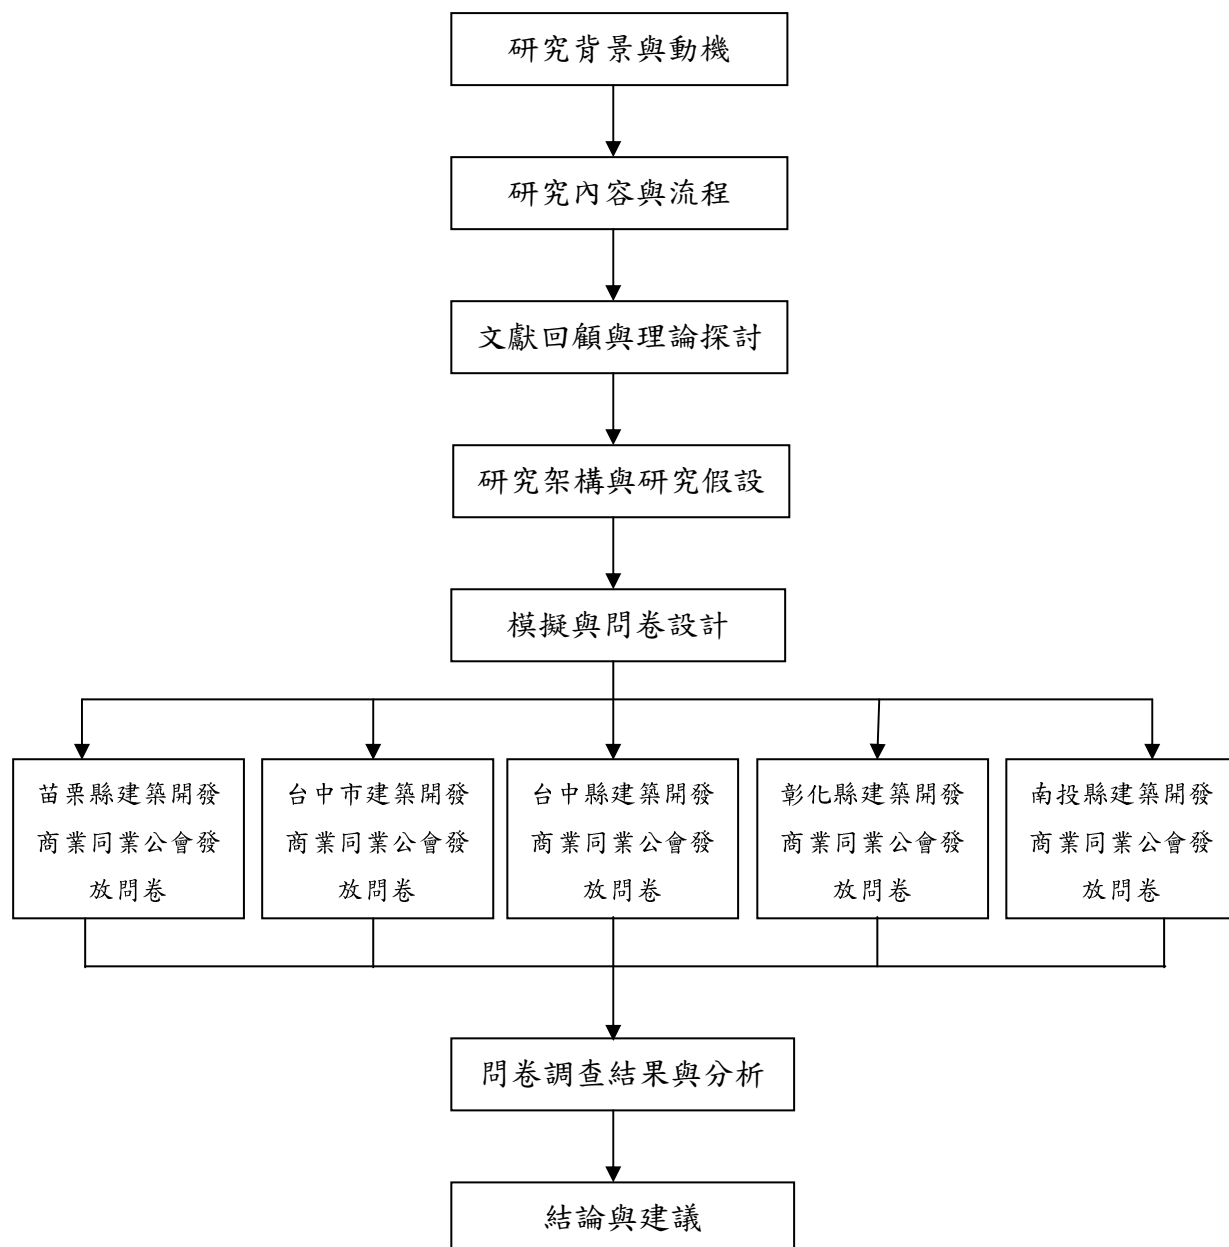 研究背景與動機
研究內容與流程
文獻回顧與理論探討
研究架構與研究假設
模擬與問卷設計
苗栗縣建築開發
商業同業公會發
放問卷
台中市建築開發
商業同業公會發
放問卷
台中縣建築開發
商業同業公會發
放問卷
彰化縣建築開發
商業同業公會發
放問卷
南投縣建築開發
商業同業公會發
放問卷
問卷調查結果與分析
結論與建議